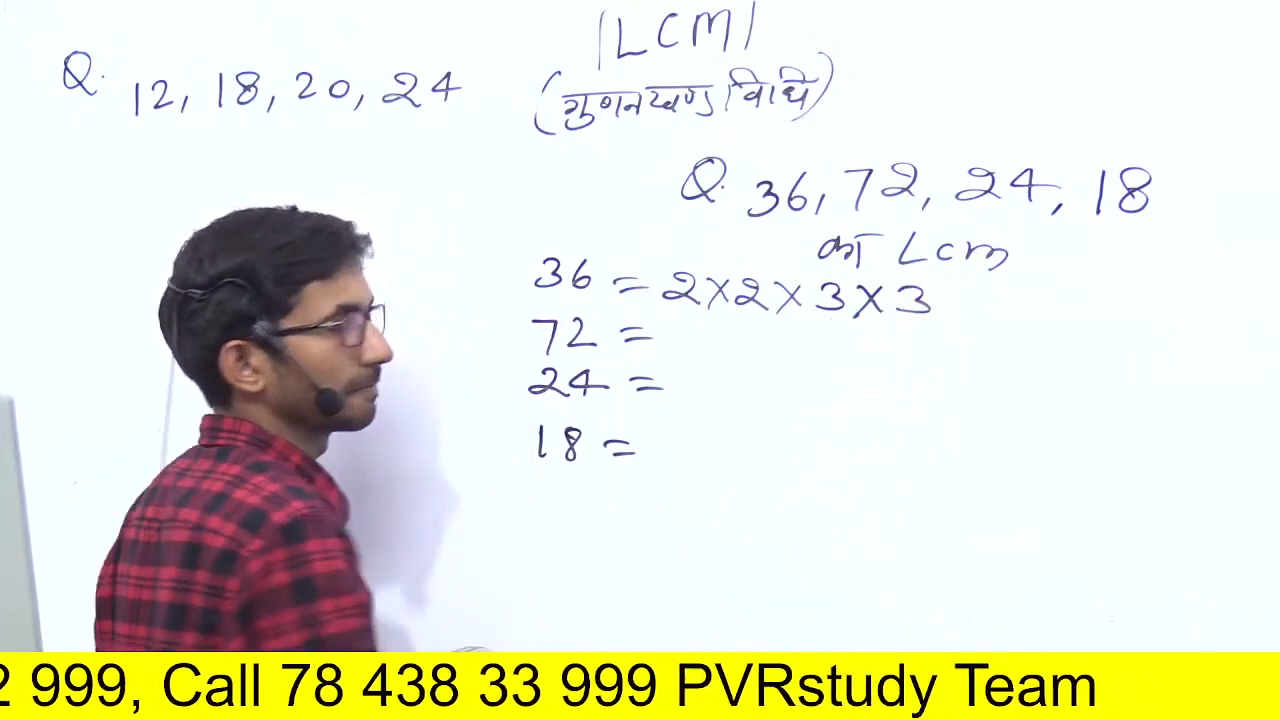 |LCM|
Q. 12, 18, 20, 24
(गुणनखण्ड विधि)
Q. 36, 72, 24, 18
का Lcm
36 = 2×2×3×3
72 =
24 =
18 =
2 999, Call 78 438 33 999 PVRstudy Team